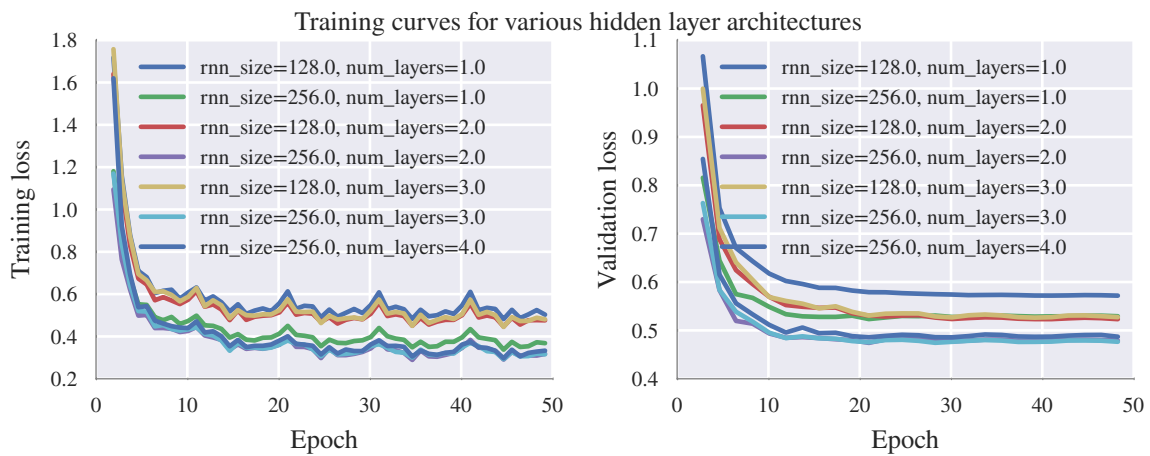 Training curves for various hidden layer architectures
Training loss
1.8
1.6
1.4
1.2
1.0
0.8
0.6
0.4
0.2
rnn_size=128.0, num_layers=1.0
rnn_size=256.0, num_layers=1.0
rnn_size=128.0, num_layers=2.0
rnn_size=256.0, num_layers=2.0
rnn_size=128.0, num_layers=3.0
rnn_size=256.0, num_layers=3.0
rnn_size=256.0, num_layers=4.0
0 10 20 30 40 50
Epoch
Validation loss
1.1
1.0
0.9
0.8
0.7
0.6
0.5
0.4
rnn_size=128.0, num_layers=1.0
rnn_size=256.0, num_layers=1.0
rnn_size=128.0, num_layers=2.0
rnn_size=256.0, num_layers=2.0
rnn_size=128.0, num_layers=3.0
rnn_size=256.0, num_layers=3.0
rnn_size=256.0, num_layers=4.0
0 10 20 30 40 50
Epoch